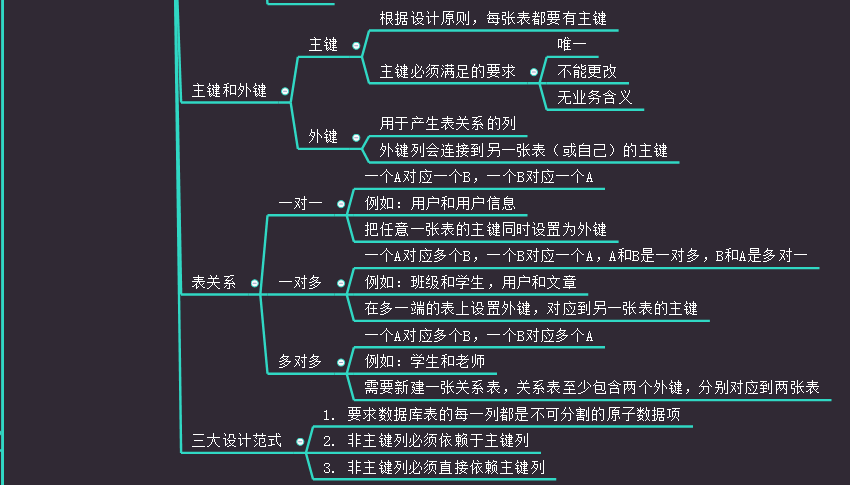 根据设计原则，每张表都要有主键
主键
唯一
主键必须满足的要求
不能更改
主键和外键
无业务含义
用于产生表关系的列
外键
外键列会连接到另一张表（或自己）的主键
一个A对应一个B，一个B对应一个A
一对一
例如：用户和用户信息
把任意一张表的主键同时设置为外键
一个A对应多个B，一个B对应一个A，A和B是一对多，B和A是多对一
表关系
一对多
例如：班级和学生，用户和文章
在多一端的表上设置外键，对应到另一张表的主键
一个A对应多个B，一个B对应多个A
多对多
例如：学生和老师
需要新建一张关系表，关系表至少包含两个外键，分别对应到两张表
1. 要求数据库表的每一列都是不可分割的原子数据项
三大设计范式
2. 非主键列必须依赖于主键列
3. 非主键列必须直接依赖主键列